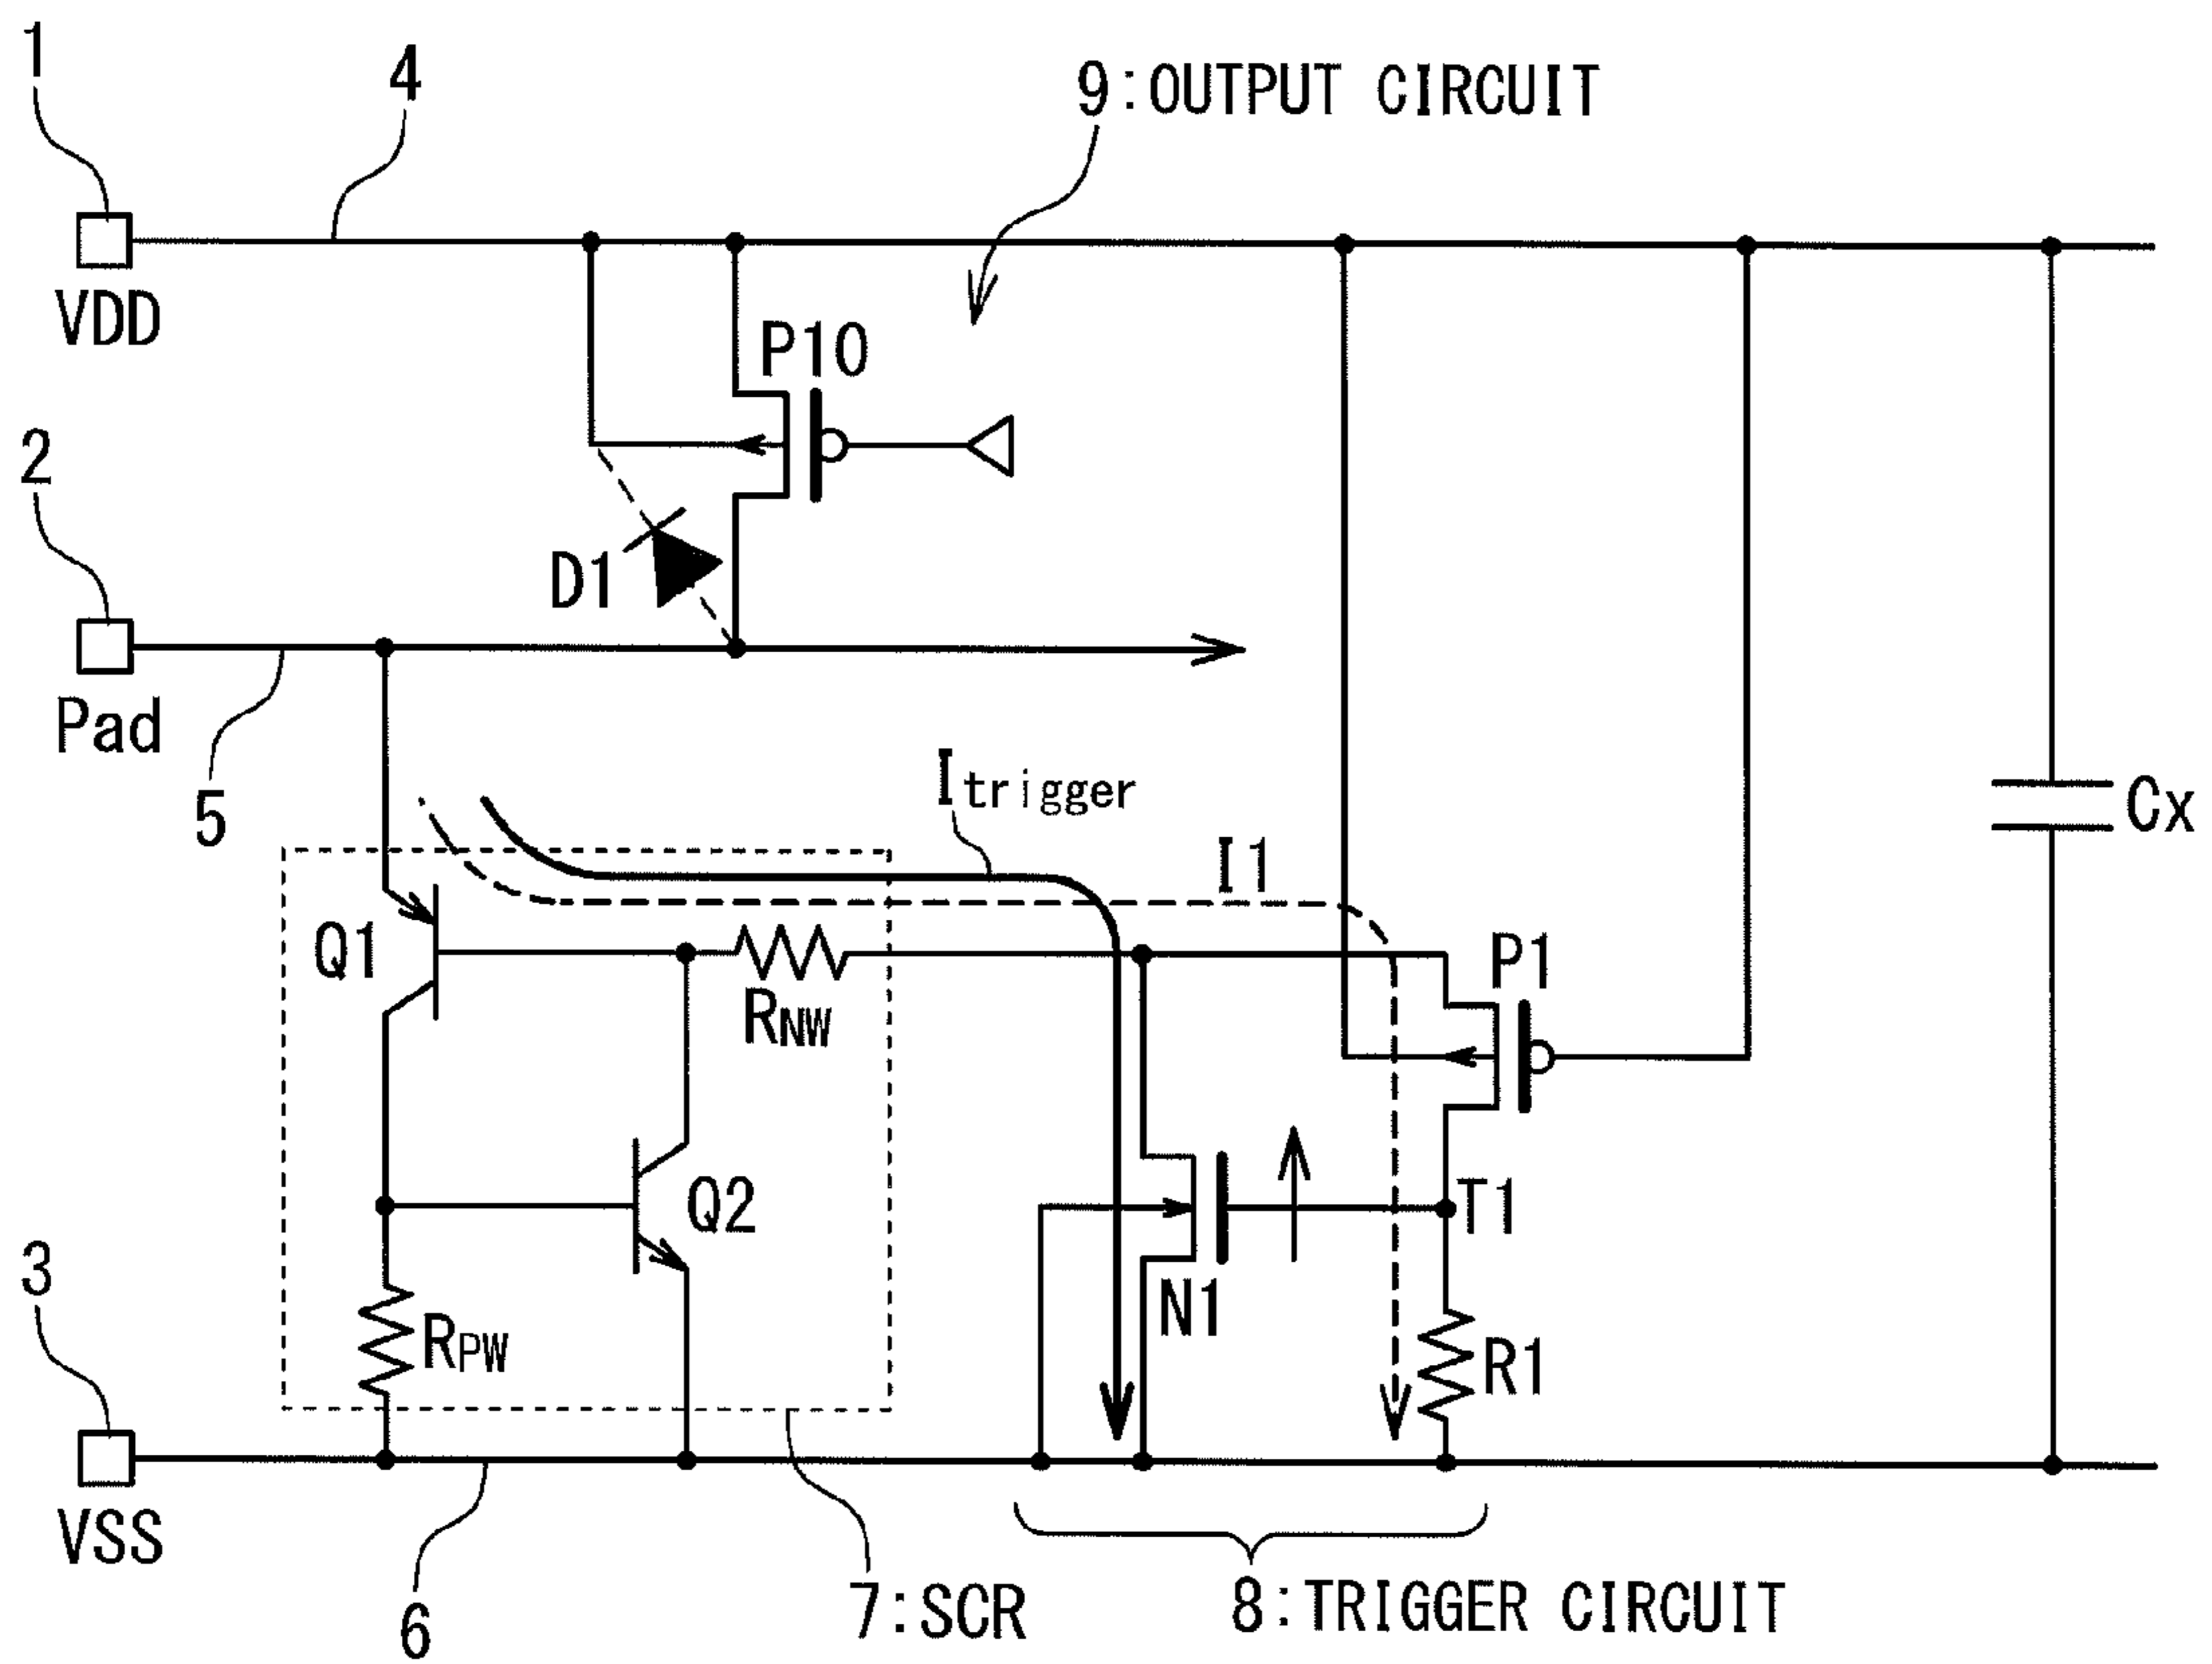 1
4
9:OUTPUT CIRCUIT
VDD
P10
2
D1
Pad
5
Itrigger
I1
Cx
Q1
RNW
P1
Q2
T1
3
N1
RPW
R1
VSS
6
7:SCR
8:TRIGGER CIRCUIT